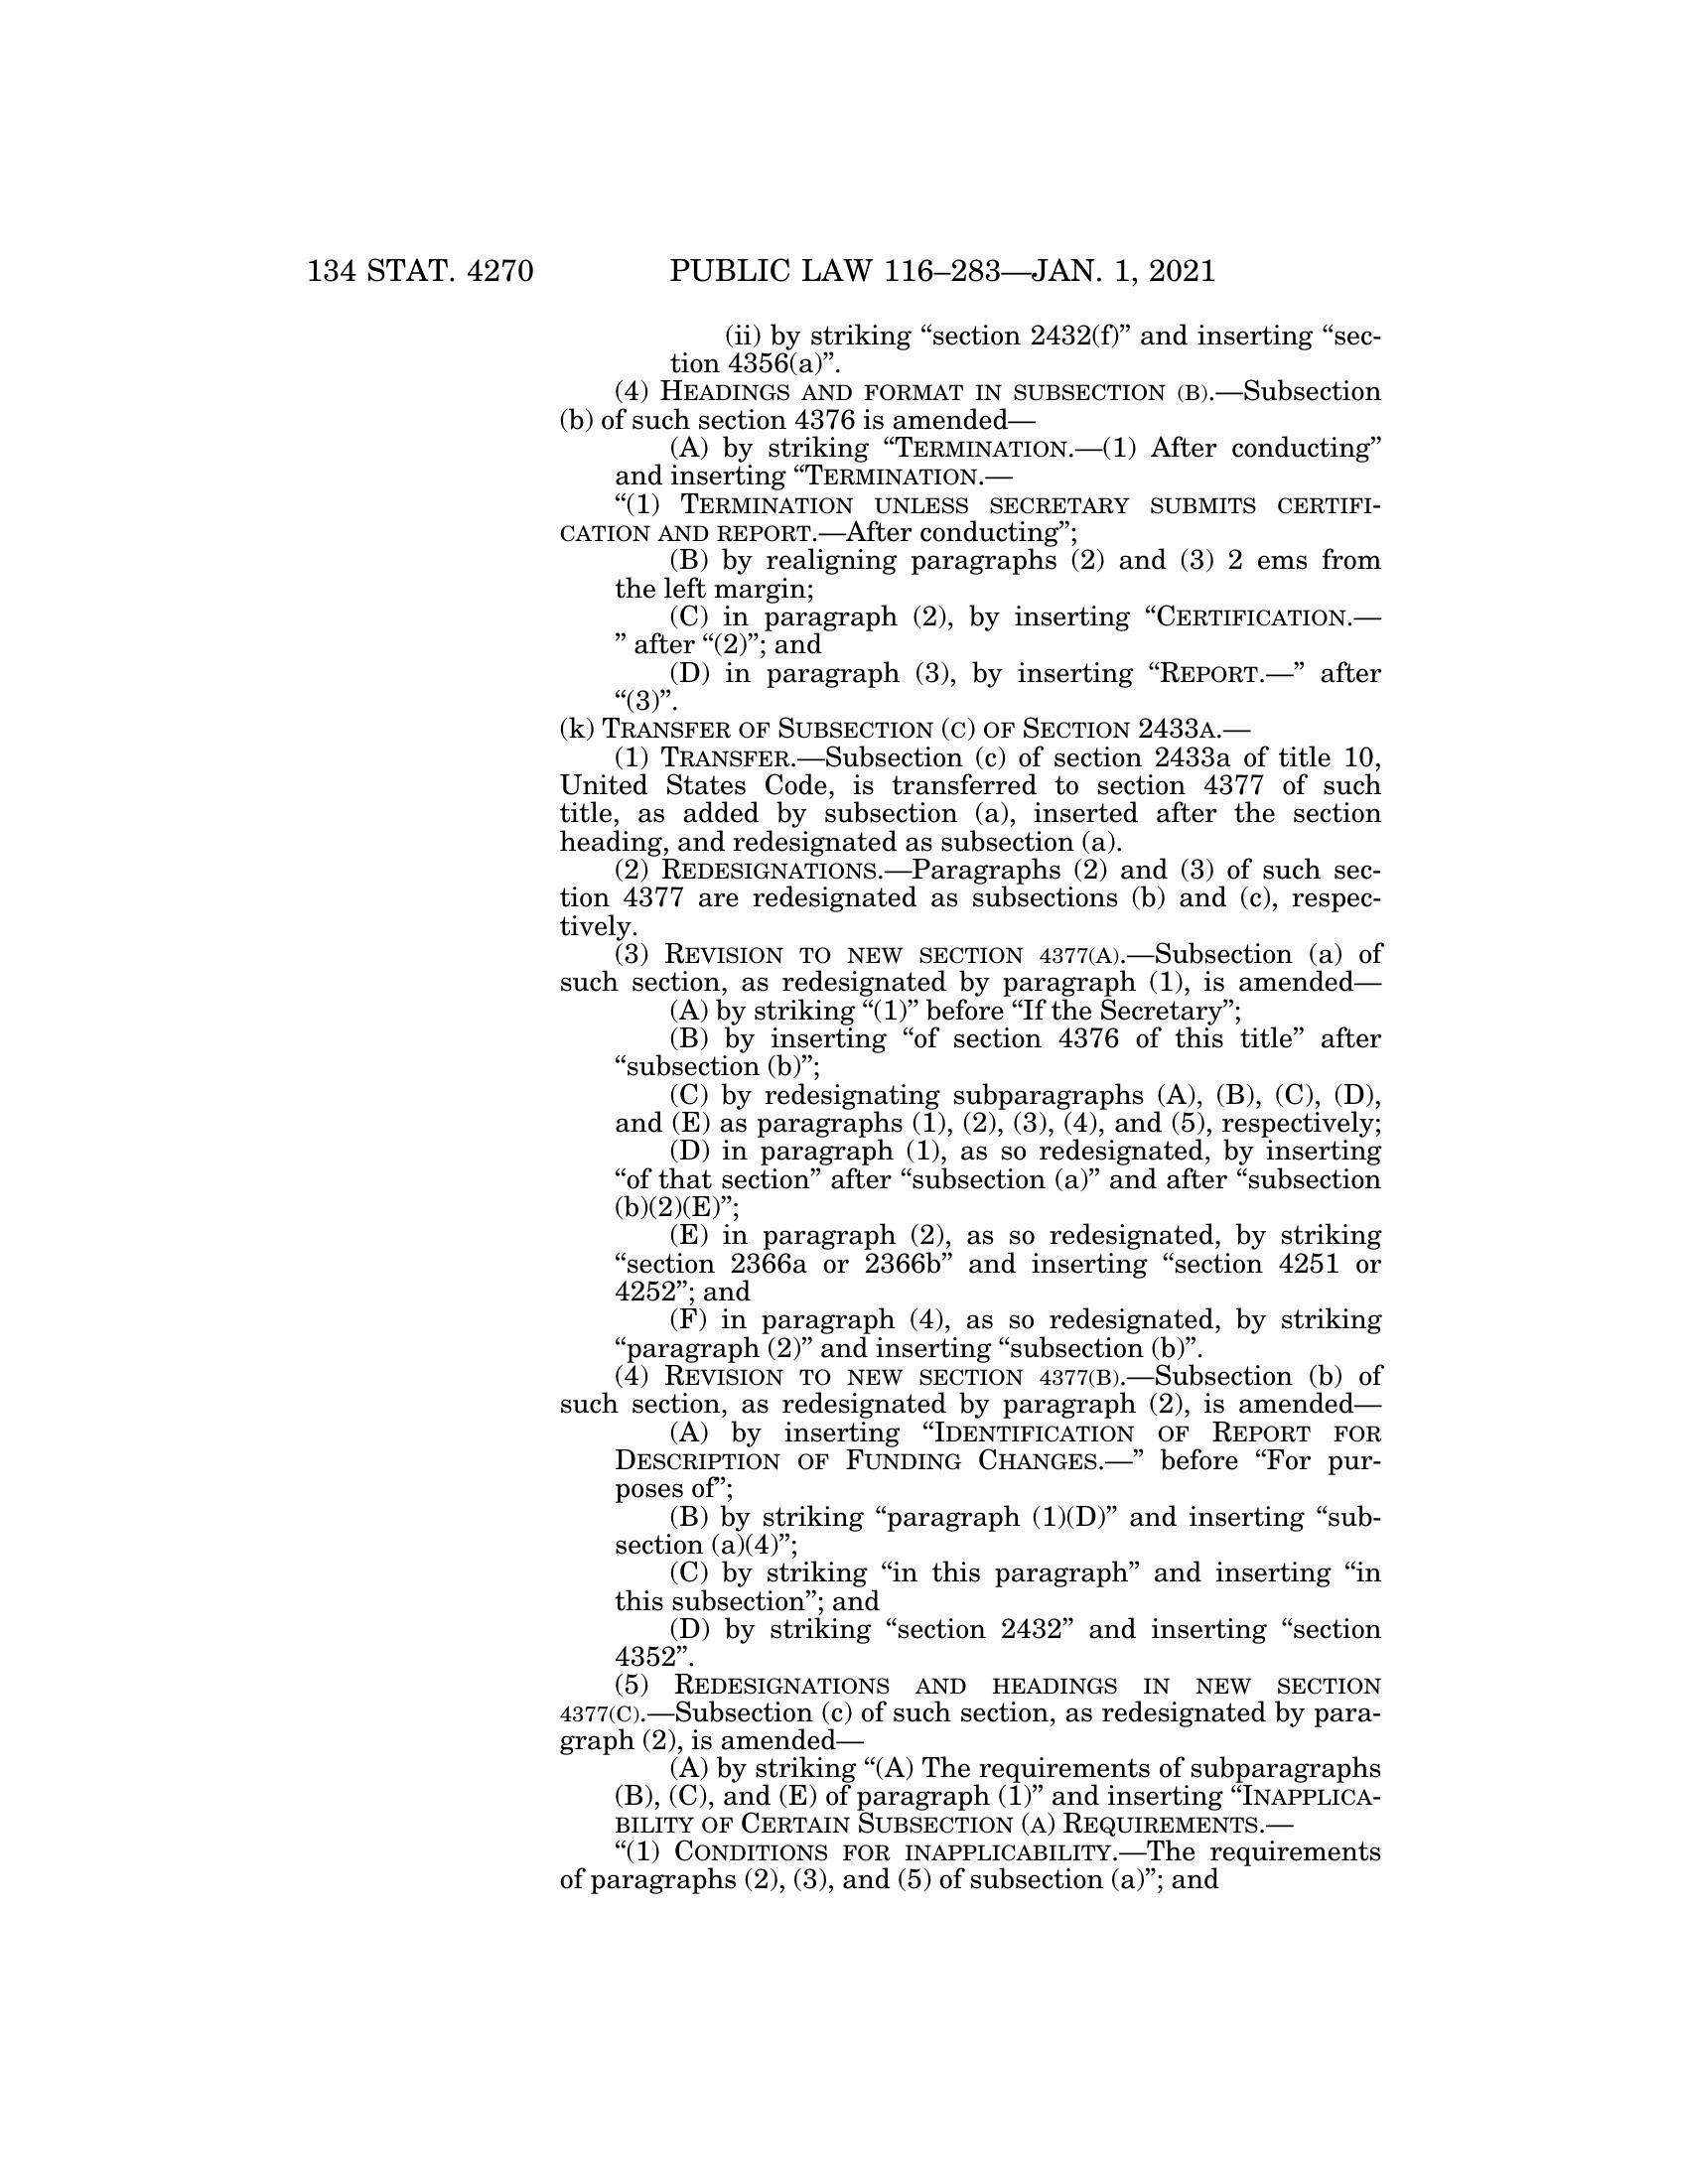 134 STAT. 4270 PUBLIC LAW 116–283—JAN. 1, 2021
(ii) by striking “section 2432(f)” and inserting “sec-
tion 4356(a)”.
(4) HEADINGS AND FORMAT IN SUBSECTION (B).—Subsection
(b) of such section 4376 is amended—
(A) by striking “TERMINATION.—(1) After conducting”
and inserting “TERMINATION.—
“(1) TERMINATION UNLESS SECRETARY SUBMITS CERTIFI-
CATION AND REPORT.—After conducting”;
(B) by realigning paragraphs (2) and (3) 2 ems from
the left margin;
(C) in paragraph (2), by inserting “CERTIFICATION.—
” after “(2)”; and
(D) in paragraph (3), by inserting “REPORT.—” after
“(3)”.
(k) TRANSFER OF SUBSECTION (C) OF SECTION 2433A.—
(1) TRANSFER.—Subsection (c) of section 2433a of title 10,
United States Code, is transferred to section 4377 of such
title, as added by subsection (a), inserted after the section
heading, and redesignated as subsection (a).
(2) REDESIGNATIONS.—Paragraphs (2) and (3) of such sec-
tion 4377 are redesignated as subsections (b) and (c), respec-
tively.
(3) REVISION TO NEW SECTION 4377(A).—Subsection (a) of
such section, as redesignated by paragraph (1), is amended—
(A) by striking “(1)” before “If the Secretary”;
(B) by inserting “of section 4376 of this title” after
“subsection (b)”;
(C) by redesignating subparagraphs (A), (B), (C), (D),
and (E) as paragraphs (1), (2), (3), (4), and (5), respectively;
(D) in paragraph (1), as so redesignated, by inserting
“of that section” after “subsection (a)” and after “subsection
(b)(2)(E)”;
(E) in paragraph (2), as so redesignated, by striking
“section 2366a or 2366b” and inserting “section 4251 or
4252”; and
(F) in paragraph (4), as so redesignated, by striking
“paragraph (2)” and inserting “subsection (b)”.
(4) REVISION TO NEW SECTION 4377(B).—Subsection (b) of
such section, as redesignated by paragraph (2), is amended—
(A) by inserting “IDENTIFICATION OF REPORT FOR
DESCRIPTION OF FUNDING CHANGES.—” before “For pur-
poses of”;
(B) by striking “paragraph (1)(D)” and inserting “sub-
section (a)(4)”;
(C) by striking “in this paragraph” and inserting “in
this subsection”; and
(D) by striking “section 2432” and inserting “section
4352”.
(5) REDESIGNATIONS AND HEADINGS IN NEW SECTION
4377(C).—Subsection (c) of such section, as redesignated by para-
graph (2), is amended—
(A) by striking “(A) The requirements of subparagraphs
(B), (C), and (E) of paragraph (1)” and inserting “INAPPLICA-
BILITY OF CERTAIN SUBSECTION (A) REQUIREMENTS.—
“(1) CONDITIONS FOR INAPPLICABILITY.—The requirements
of paragraphs (2), (3), and (5) of subsection (a)”; and